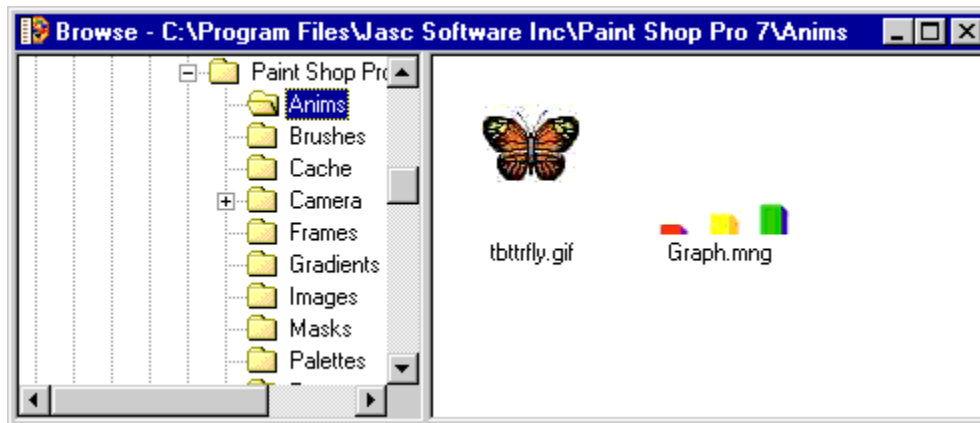 Browse - C:\Program Files\Jasc Software Inc\Paint Shop Pro 7\Anims
Paint Shop Pro
Anims
Brushes
Cache
Camera
Frames
Gradients
Images
Masks
Palettes
tbttrfly.gif
Graph.mng